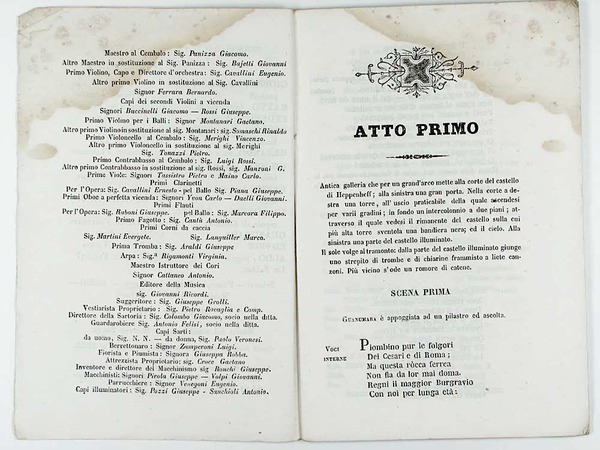 Maestro al Cembalo: Sig. Panizza Giacomo.
Altro Maestro in sostituzione al Sig. Panizza: Sig. Bajetti Giovanni
Primo Violino, Capo e Direttore d'orchestra: Sig. Cavallini Eugenio.
Altro primo Violino in sostituzione al Sig. Cavallini
Signor Ferrara Bernardo.
Capi dei secondi Violini a vicenda
Signori Buccinelli Giacomo — Rossi Giuseppe.
Primo Violino per i Balli: Signor Montanari Gaetano.
Altro primo Violino in sostituzione al sig. Montanari: sig. Somaschi Rinaldo
Primo Violoncello al Cembalo: Sig. Merighi Vincenzo.
Altro primo Violoncello in sostituzione al sig. Merighi
Sig. Tonazzi Pietro.
Primo Contrabbasso al Cembalo: Sig. Luigi Rossi.
Altro primo Contrabbasso in sostituzione al sig. Rossi, sig. Manzoni G.
Prime Viole: Signori Tassistro Pietro e Maino Carlo.
Primi Clarinetti
Per l'Opera: Sig. Cavallini Ernesto - pel Ballo Sig. Piana Giuseppe.
Primi Oboe a perfetta vicenda: Signori Yvon Carlo — Daelli Giovanni.
Primi Flauti
Per l'Opera: Sig. Raboni Giuseppe. pel Ballo: Sig. Marcora Filippo.
Primo Fagotto: Sig. Cantù Antonio.
Primi Corni da caccia
Sig. Martini Evergete. Sig. Languiller Marco.
Prima Tromba: Sig. Araldi Giuseppe
Arpa: Sig.ª Rigamonti Virginia.
Maestro Istruttore dei Cori
Signor Cattaneo Antonio.
Editore della Musica
sig. Giovanni Ricordi.
Suggeritore: Sig. Giuseppe Grolli.
Vestiarista Proprietario: Sig. Pietro Rovaglia e Comp.
Direttore della Sartoria: Sig. Colombo Giacomo, socio nella ditta.
Guardarobiere Sig. Antonio Felisi, socio nella ditta.
Capi Sarti:
da uomo, Sig. N. N. — da donna, Sig. Paolo Veronesi.
Berrettonaro: Signor Zamperoni Luigi.
Fiorista e Piumista: Signora Giuseppa Robba.
Attrezzista Proprietario: sig. Croce Gaetano
Inventore e direttore dei Macchinismo sig Ronchi Giuseppe.
Macchinisti: Signori Pirola Giuseppe — Volpi Giovanni.
Parrucchiere: Signor Venegoni Eugenio.
Capi illuminatori: Sig. Pozzi Giuseppe - Sanchioli Antonio.
ATTO PRIMO
Antica galleria che per un grand'arco mette alla corte del castello
di Heppenheff; alla sinistra una gran porta. Nella corte a de-
stra una torre, all'uscio praticabile della quale ascendesi
per varii gradini; in fondo un intercolonnio a due piani; at-
traverso il quale vedesi il rimanente del castello sulla cui
più alta torre sventola una bandiera nera; ed il cielo. Alla
sinistra una parte del castello illuminato.
Il sole volge al tramonto: dalla parte del castello illuminato giunge
uno strepito di trombe e di chiarine frammisto a liete can-
zoni. Più vicino s'ode un romore di catene.
SCENA PRIMA
Guanumara è appoggiata ad un pilastro ed ascolta.
Voci interne
Piombino pur le folgori
Dei Cesari e di Roma;
Ma questa rôcca ferrea
Non fia da lor mai doma.
Regni il maggior Burgravio
Con noi per lunga età: